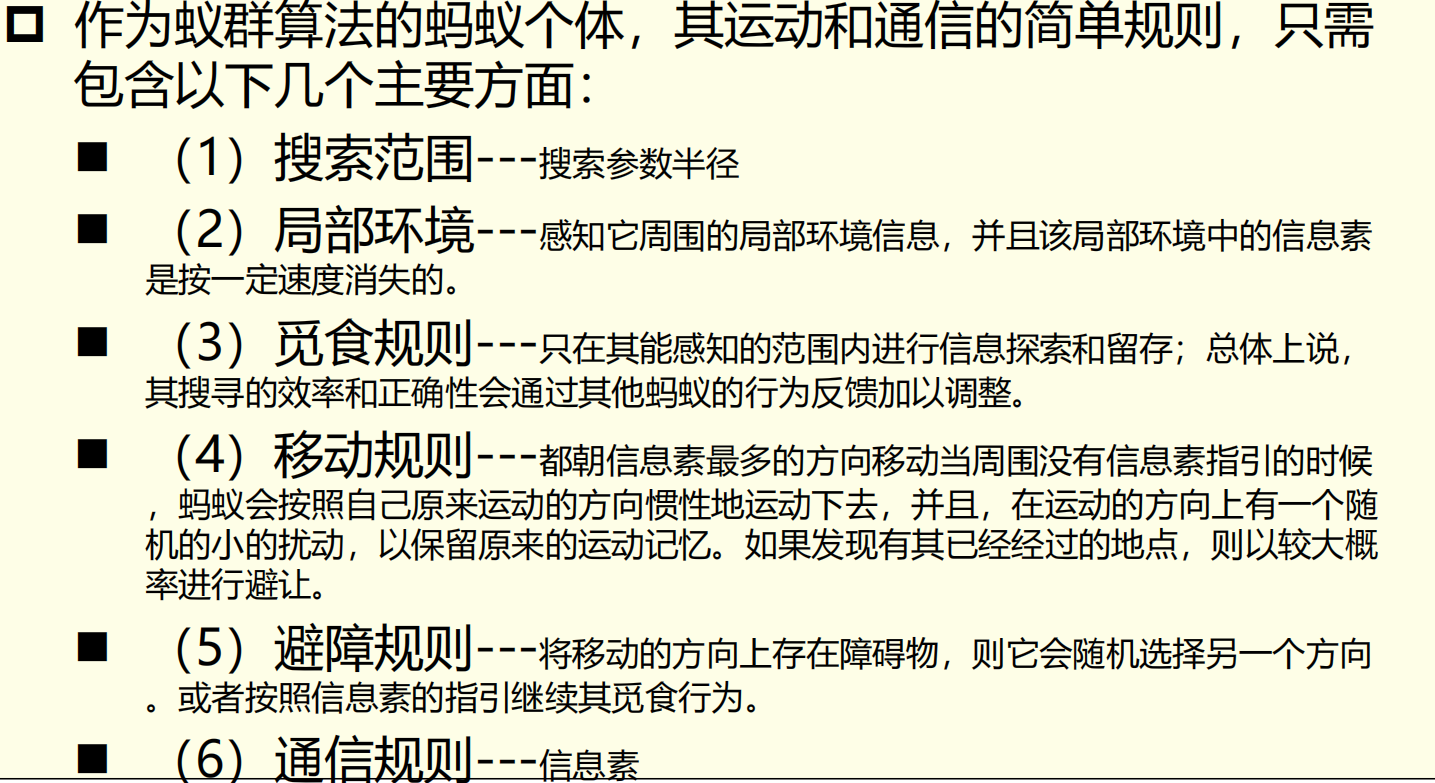 作为蚁群算法的蚂蚁个体，其运动和通信的简单规则，只需
包含以下几个主要方面：
（1）搜索范围---搜索参数半径
（2）局部环境---感知它周围的局部环境信息，并且该局部环境中的信息素
是按一定速度消失的。
（3）觅食规则---只在其能感知的范围内进行信息探索和留存；总体上说，
其搜寻的效率和正确性会通过其他蚂蚁的行为反馈加以调整。
（4）移动规则---都朝信息素最多的方向移动当周围没有信息素指引的时候
，蚂蚁会按照自己原来运动的方向惯性地运动下去，并且，在运动的方向上有一个随
机的小的扰动，以保留原来的运动记忆。如果发现有其已经经过的地点，则以较大概
率进行避让。
（5）避障规则---将移动的方向上存在障碍物，则它会随机选择另一个方向
。或者按照信息素的指引继续其觅食行为。
（6）通信规则---信息素